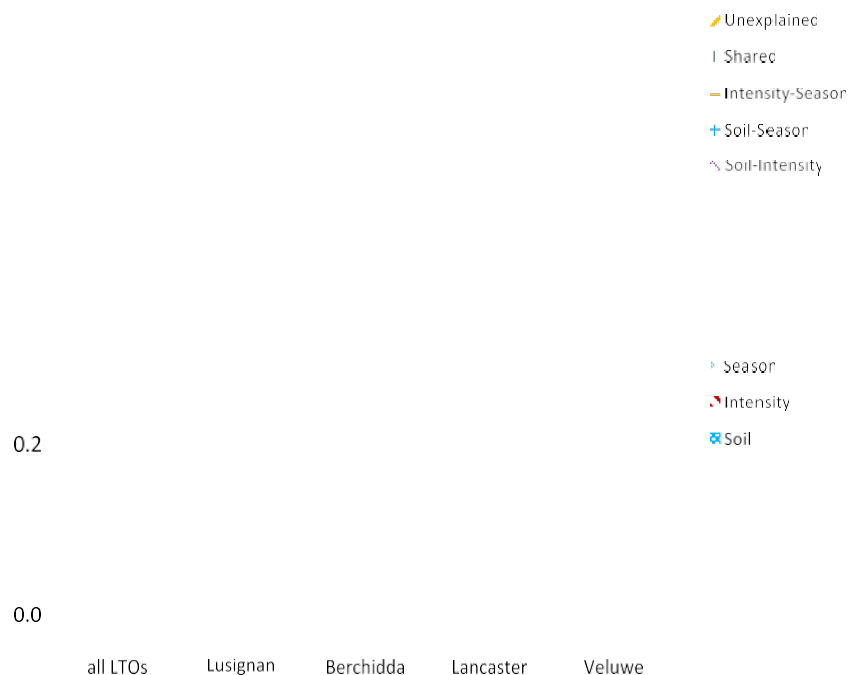 Unexplained
Shared
Intensity-Season
Soil-Season
Soil-Intensity
Season
Intensity
0.2
Soil
0.0
all LTOs
Lusignan
Berchidda
Lancaster
Veluwe